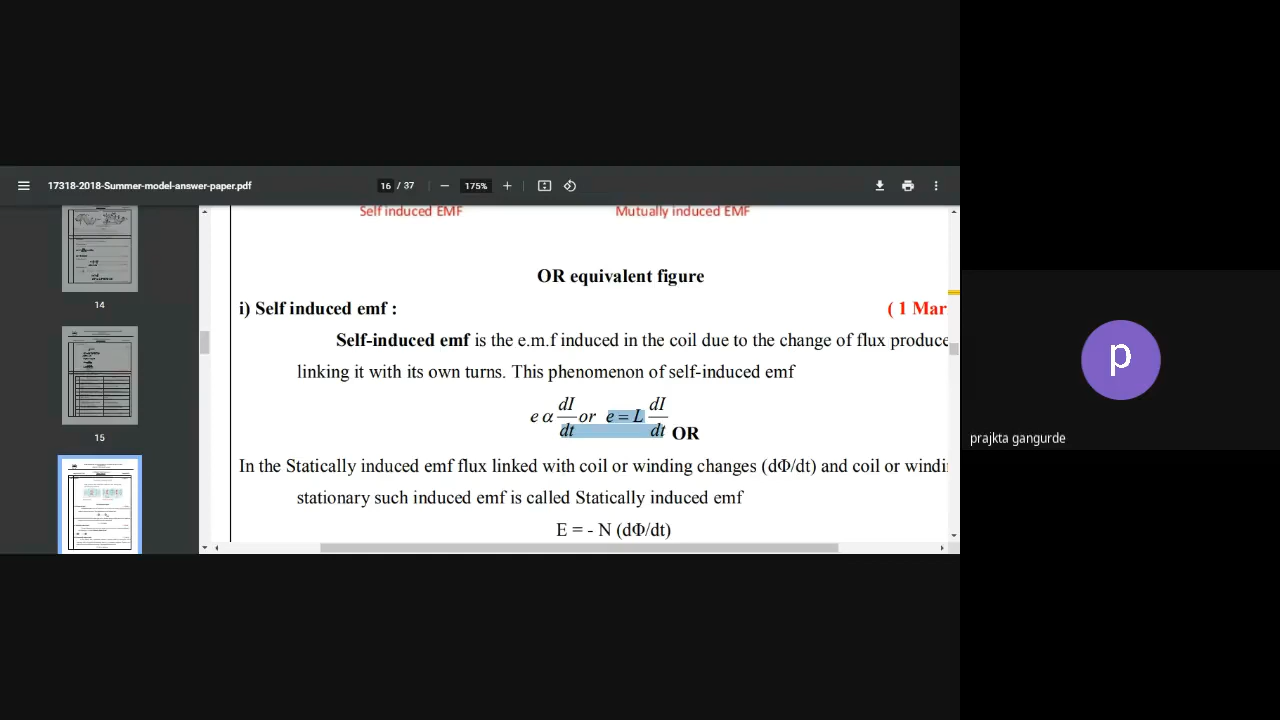 17318-2018-Summer-model-answer-paper.pdf 16 / 37 175%
Self induced EMF Mutually induced EMF
OR equivalent figure
i) Self induced emf : ( 1 Mar
Self-induced emf is the e.m.f induced in the coil due to the change of flux produce
linking it with its own turns. This phenomenon of self-induced emf
e α dI/dt or e = L dI/dt OR
In the Statically induced emf flux linked with coil or winding changes (dΦ/dt) and coil or windi
stationary such induced emf is called Statically induced emf
E = - N (dΦ/dt)
14
15
p
prajkta gangurde